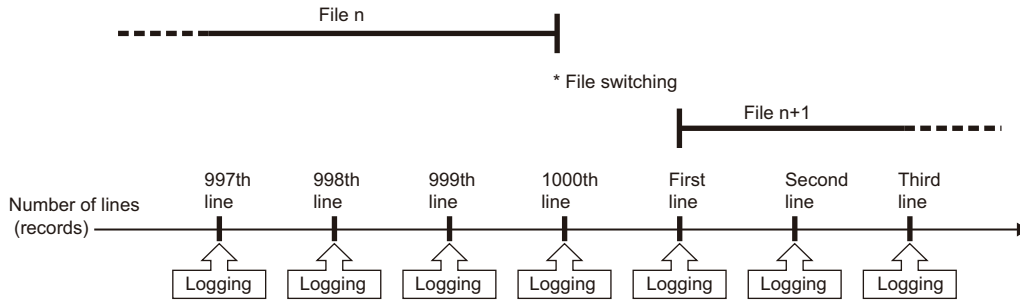 File n
* File switching
File n+1
997th
line
998th
line
999th
line
1000th
line
First
line
Second
line
Third
line
Number of lines
(records)
Logging
Logging
Logging
Logging
Logging
Logging
Logging